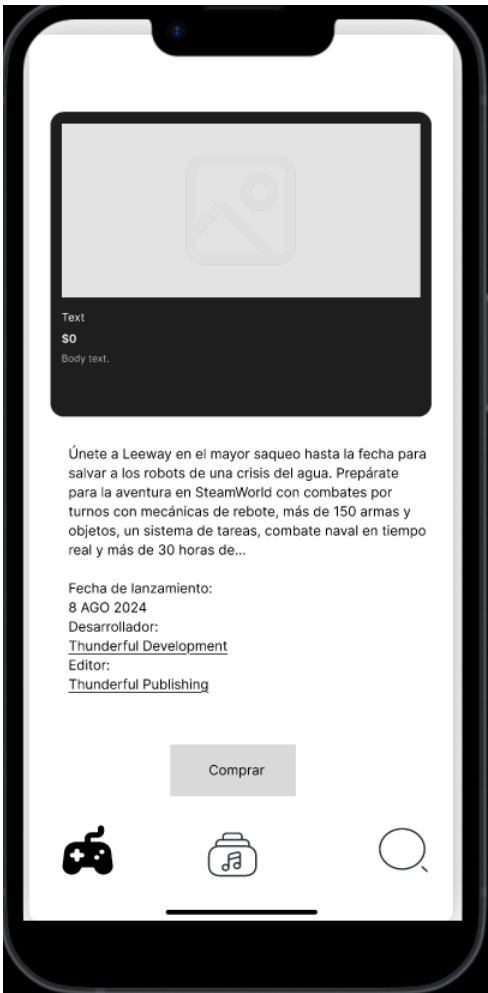 Text
$0
Body text.
Únete a Leeway en el mayor saqueo hasta la fecha para
salvar a los robots de una crisis del agua. Prepárate
para la aventura en SteamWorld con combates por
turnos con mecánicas de rebote, más de 150 armas y
objetos, un sistema de tareas, combate naval en tiempo
real y más de 30 horas de...
Fecha de lanzamiento:
8 AGO 2024
Desarrollador:
Thunderful Development
Editor:
Thunderful Publishing
Comprar